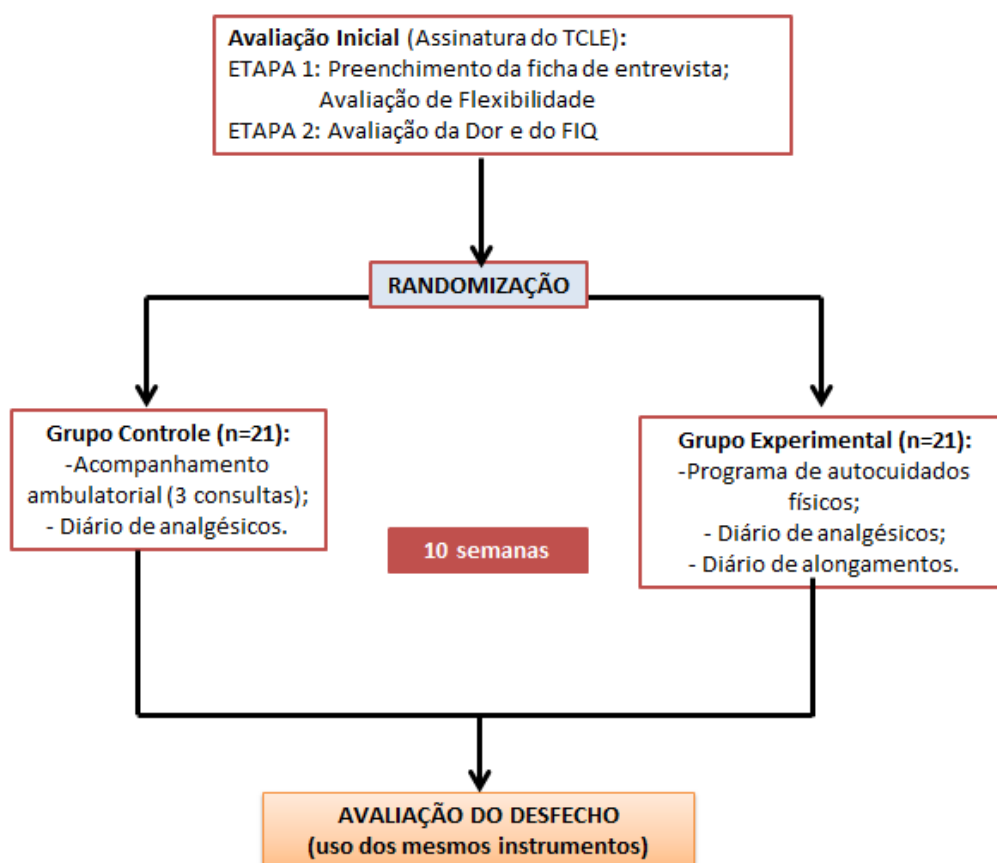 Avaliação Inicial (Assinatura do TCLE):
ETAPA 1: Preenchimento da ficha de entrevista;
Avaliação de Flexibilidade
ETAPA 2: Avaliação da Dor e do FIQ
RANDOMIZAÇÃO
Grupo Controle (n=21):
-Acompanhamento
ambulatorial (3 consultas);
- Diário de analgésicos.
Grupo Experimental (n=21):
-Programa de autocuidados
físicos;
- Diário de analgésicos;
- Diário de alongamentos.
10 semanas
AVALIAÇÃO DO DESFECHO
(uso dos mesmos instrumentos)